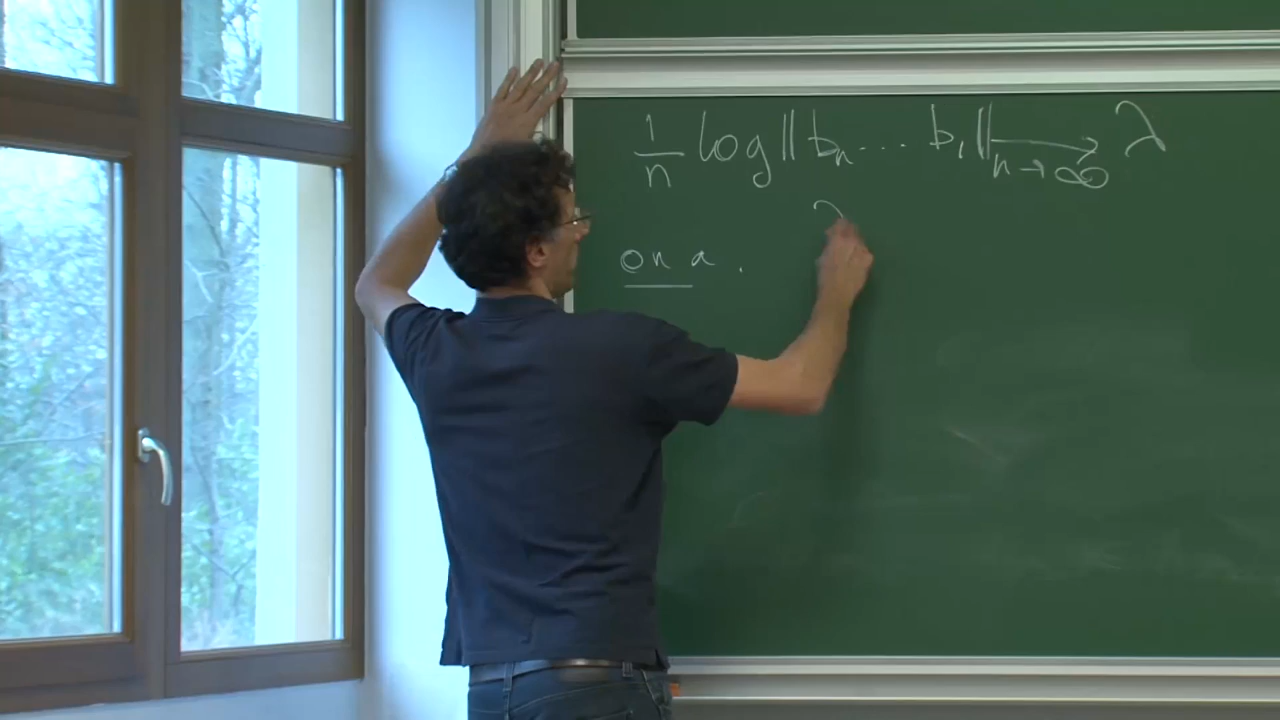 1/n log ‖ bₙ ... b₁ ‖ →_{n→∞} λ
on a .